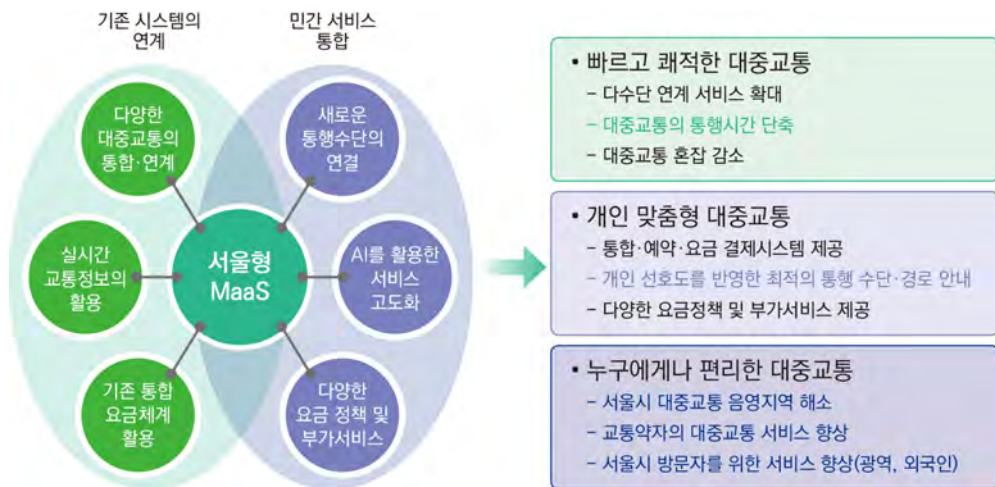 기존 시스템의
연계
민간 서비스
통합
다양한
대중교통의
통합·연계
새로운
통행수단의
연결
실시간
교통정보의
활용
서울형
MaaS
AI를 활용한
서비스
고도화
기존 통합
요금체계
활용
다양한
요금 정책 및
부가서비스
• 빠르고 쾌적한 대중교통
– 다수단 연계 서비스 확대
– 대중교통의 통행시간 단축
– 대중교통 혼잡 감소
• 개인 맞춤형 대중교통
– 통합·예약·요금 결제시스템 제공
– 개인 선호도를 반영한 최적의 통행 수단·경로 안내
– 다양한 요금정책 및 부가서비스 제공
• 누구에게나 편리한 대중교통
– 서울시 대중교통 음영지역 해소
– 교통약자의 대중교통 서비스 향상
– 서울시 방문자를 위한 서비스 향상(광역, 외국인)